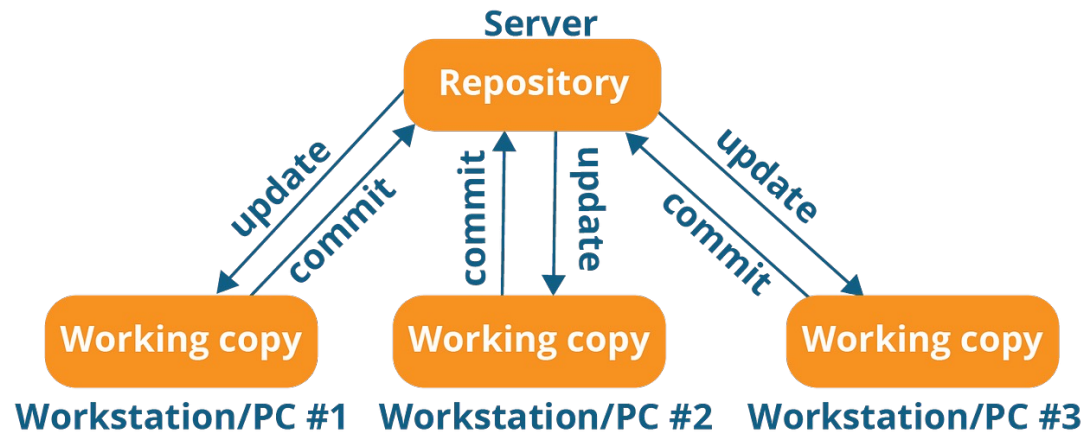 Server
Repository
update
commit
commit
update
update
commit
Working copy
Working copy
Working copy
Workstation/PC #1
Workstation/PC #2
Workstation/PC #3